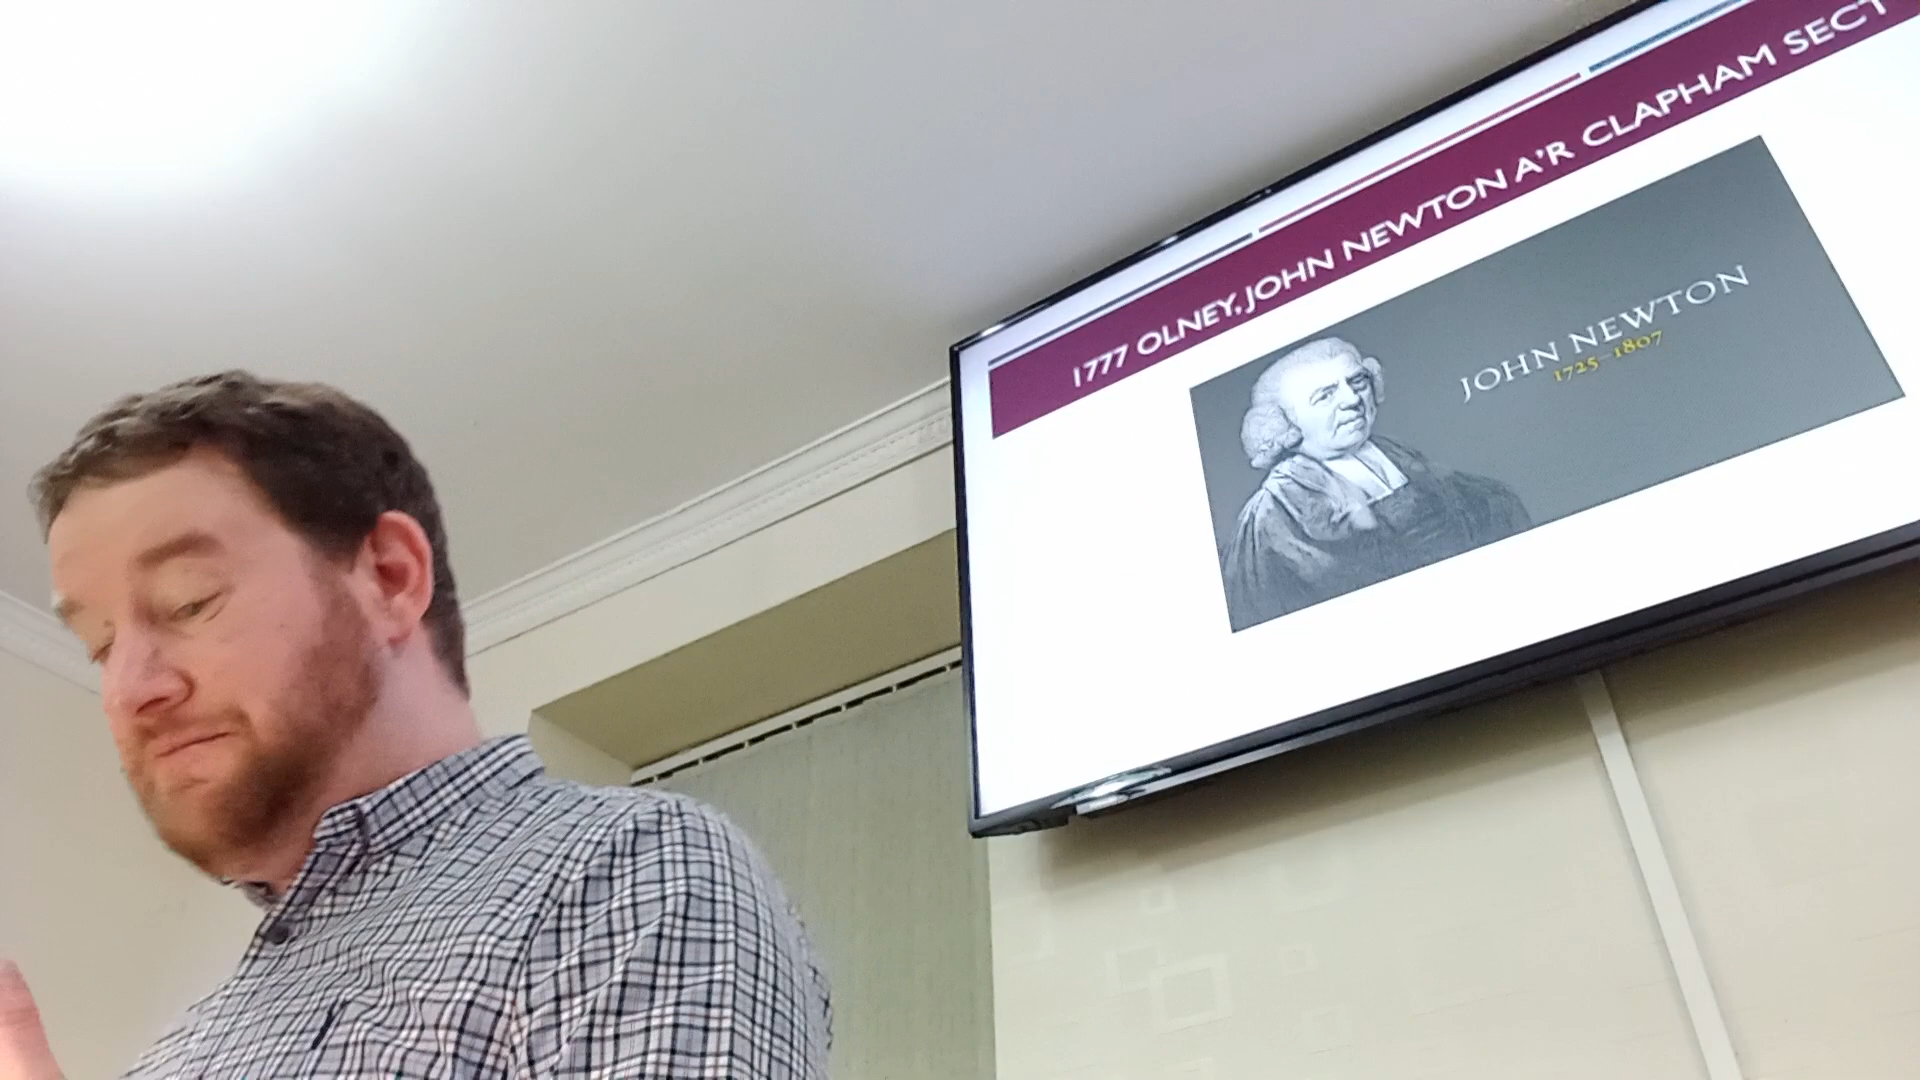 1777 OLNEY, JOHN NEWTON A'R CLAPHAM SECT
JOHN NEWTON
1725–1807